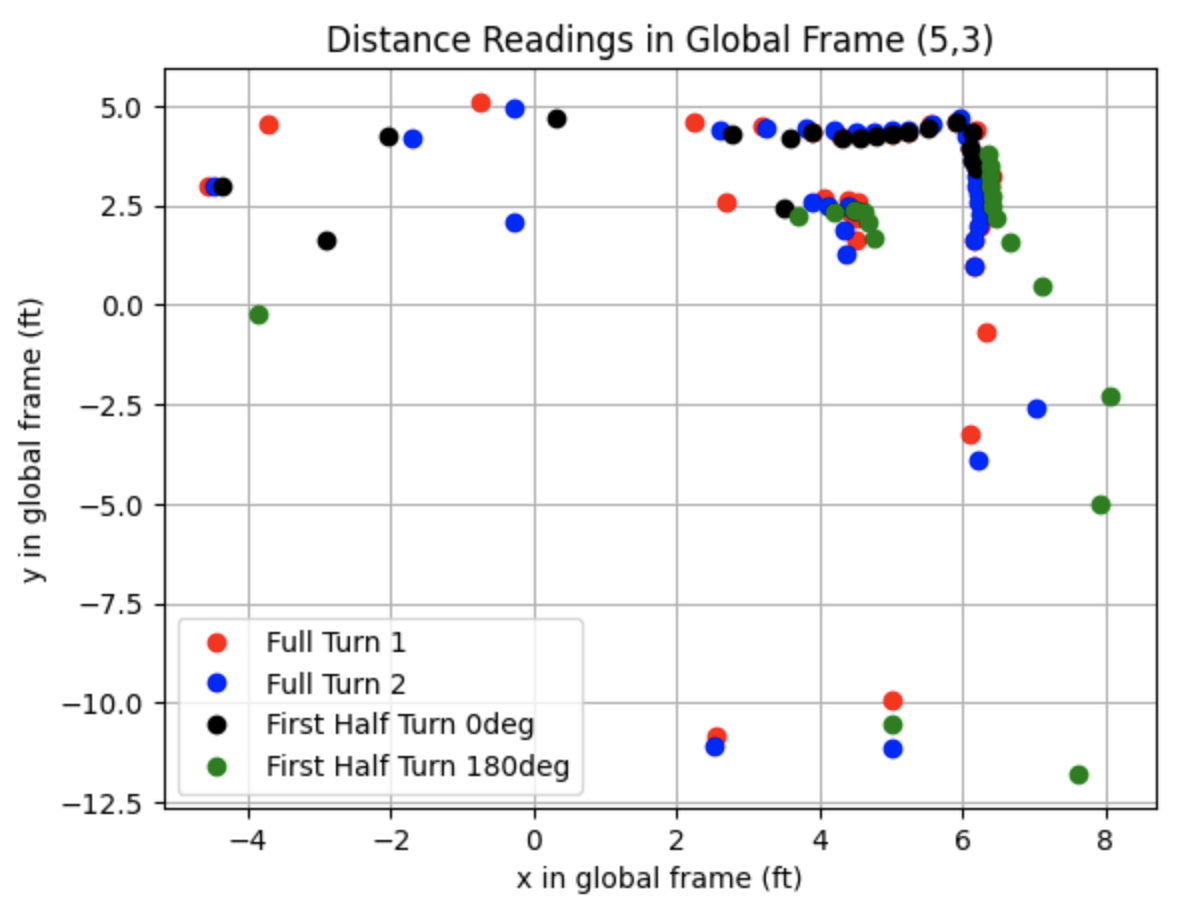 Distance Readings in Global Frame (5,3)
y in global frame (ft)
5.0
2.5
0.0
−2.5
−5.0
−7.5
−10.0
−12.5
Full Turn 1
Full Turn 2
First Half Turn 0deg
First Half Turn 180deg
−4 −2 0 2 4 6 8
x in global frame (ft)